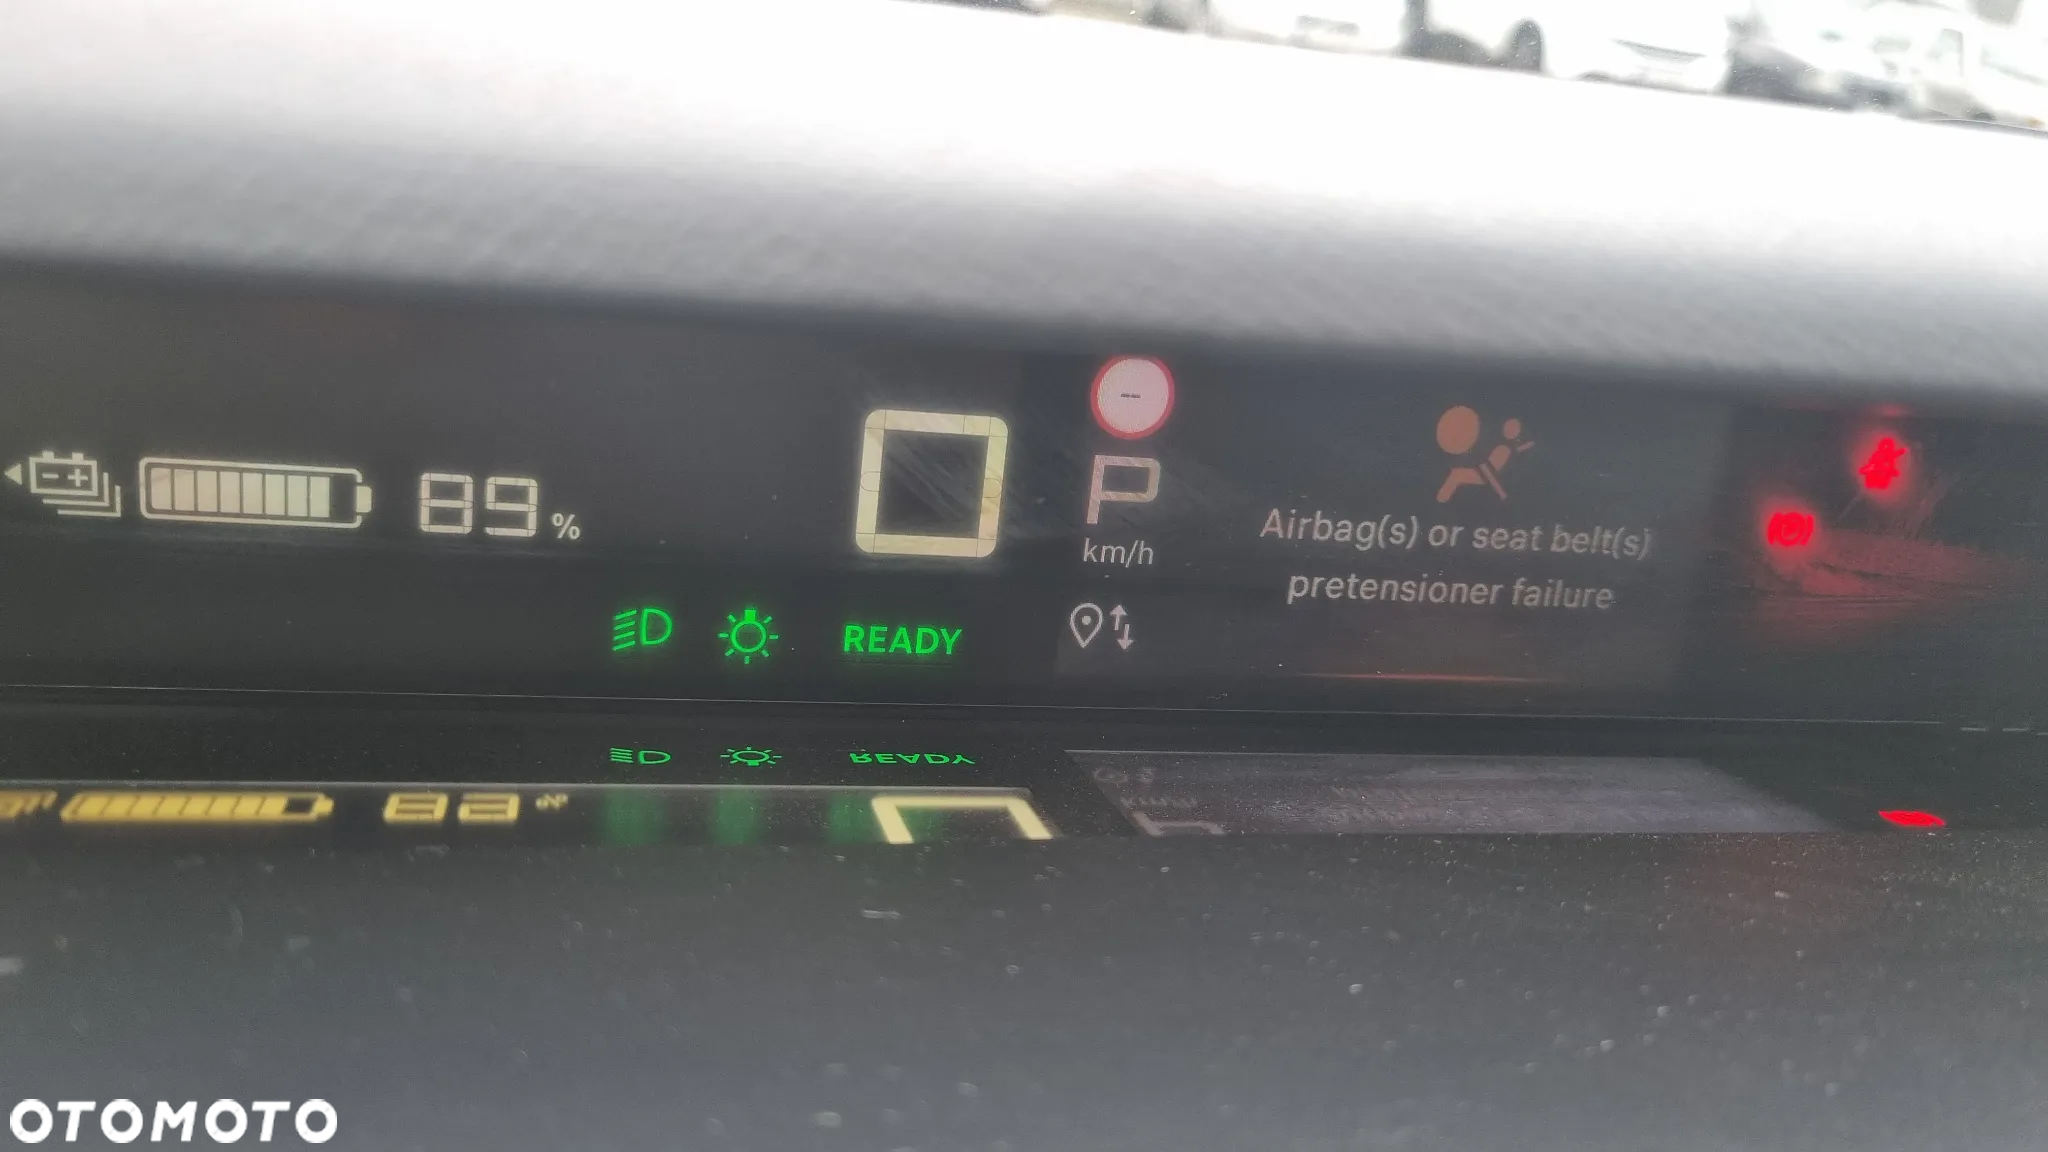 89 %
P
km/h
Airbag(s) or seat belt(s)
pretensioner failure
READY
OTOMOTO